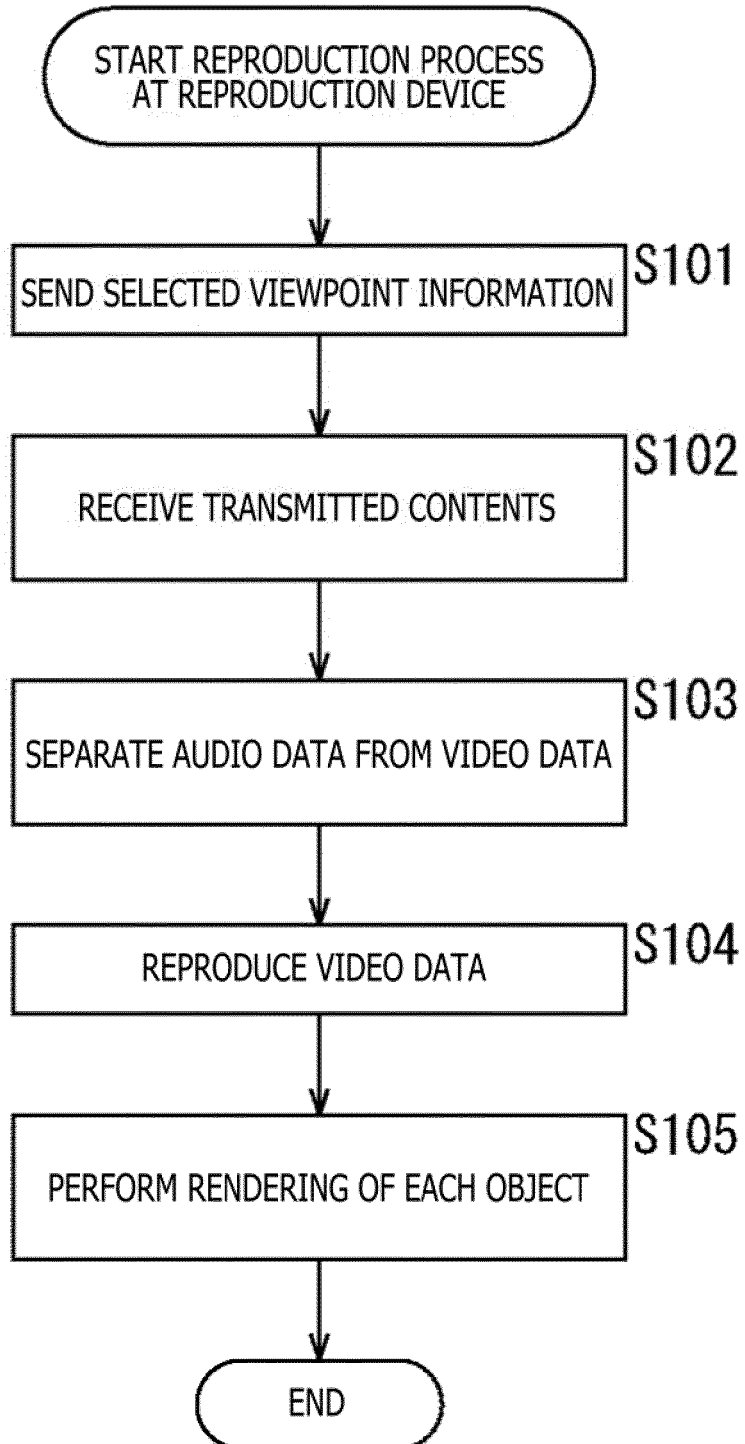 START REPRODUCTION PROCESS
AT REPRODUCTION DEVICE
S101
SEND SELECTED VIEWPOINT INFORMATION
S102
RECEIVE TRANSMITTED CONTENTS
S103
SEPARATE AUDIO DATA FROM VIDEO DATA
S104
REPRODUCE VIDEO DATA
S105
PERFORM RENDERING OF EACH OBJECT
END